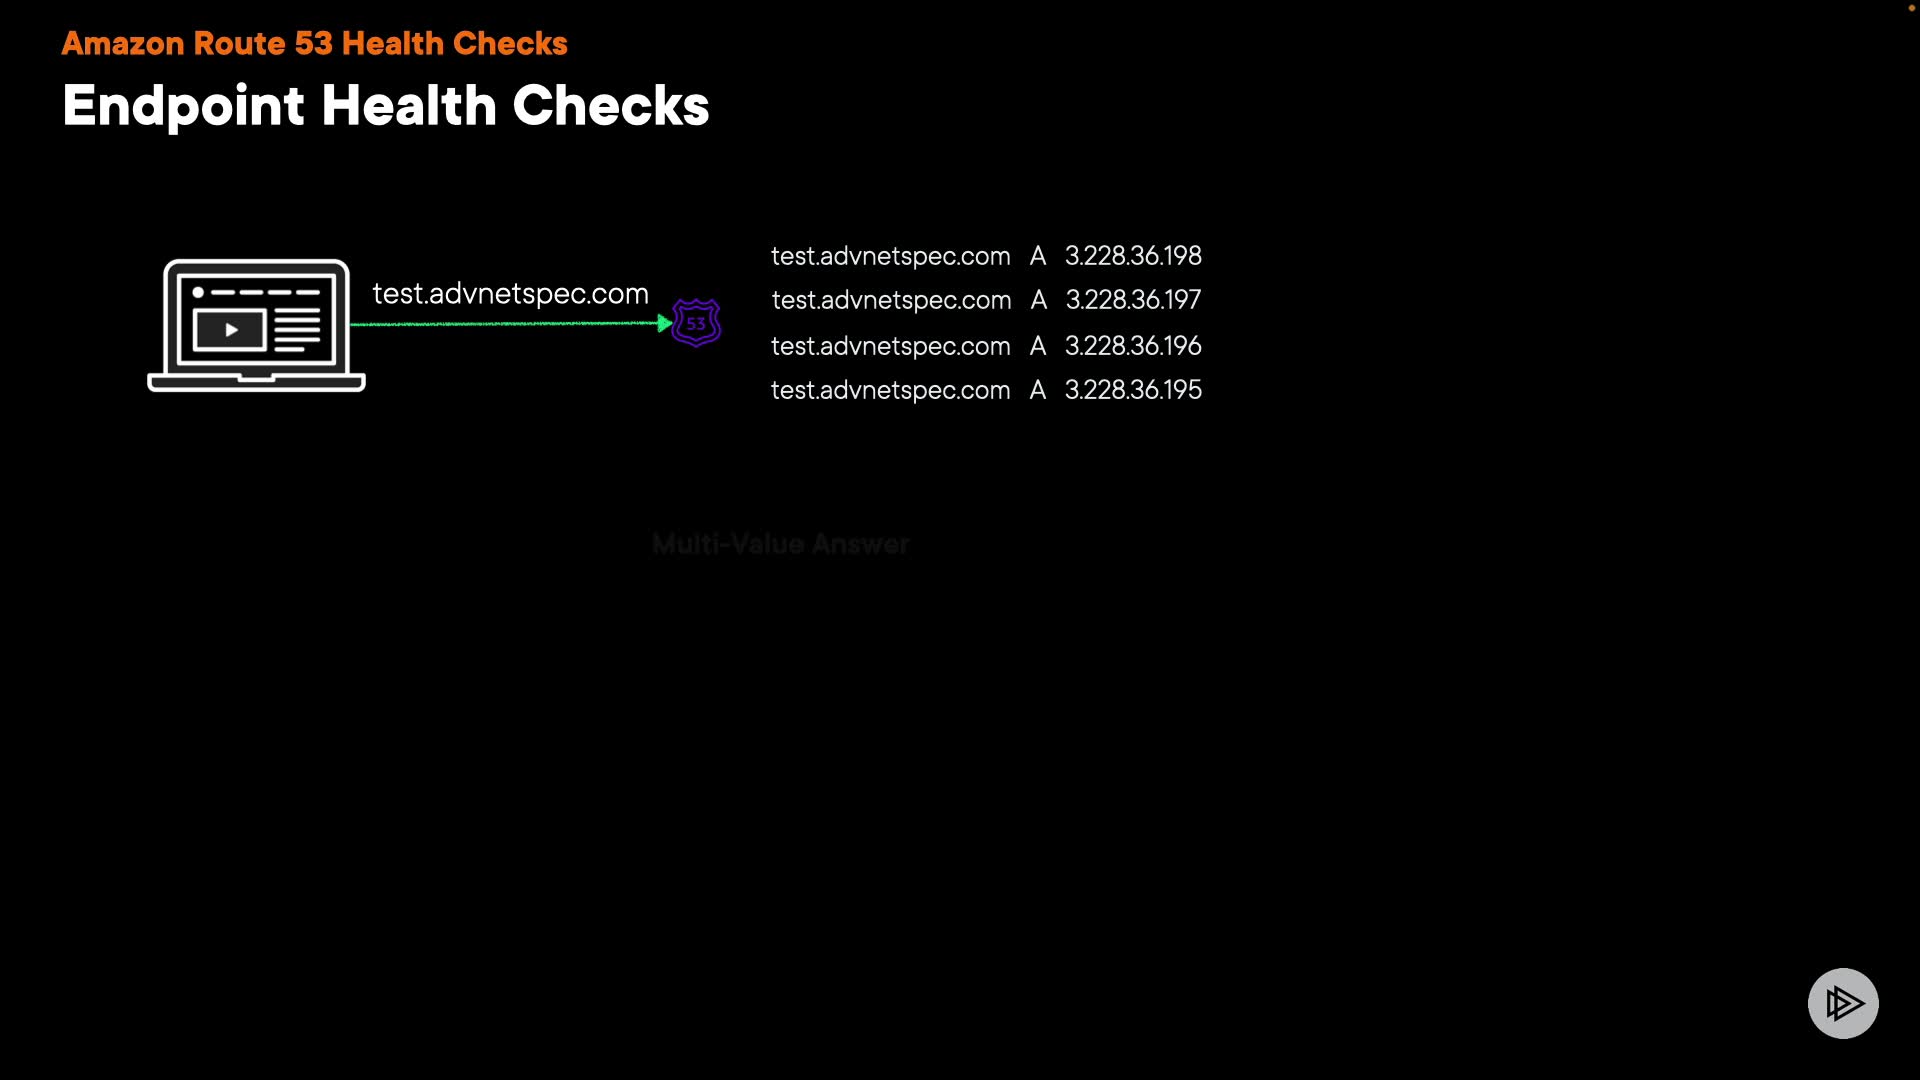 Amazon Route 53 Health Checks
Endpoint Health Checks
test.advnetspec.com
53
test.advnetspec.com A 3.228.36.198
test.advnetspec.com A 3.228.36.197
test.advnetspec.com A 3.228.36.196
test.advnetspec.com A 3.228.36.195
Multi-Value Answer